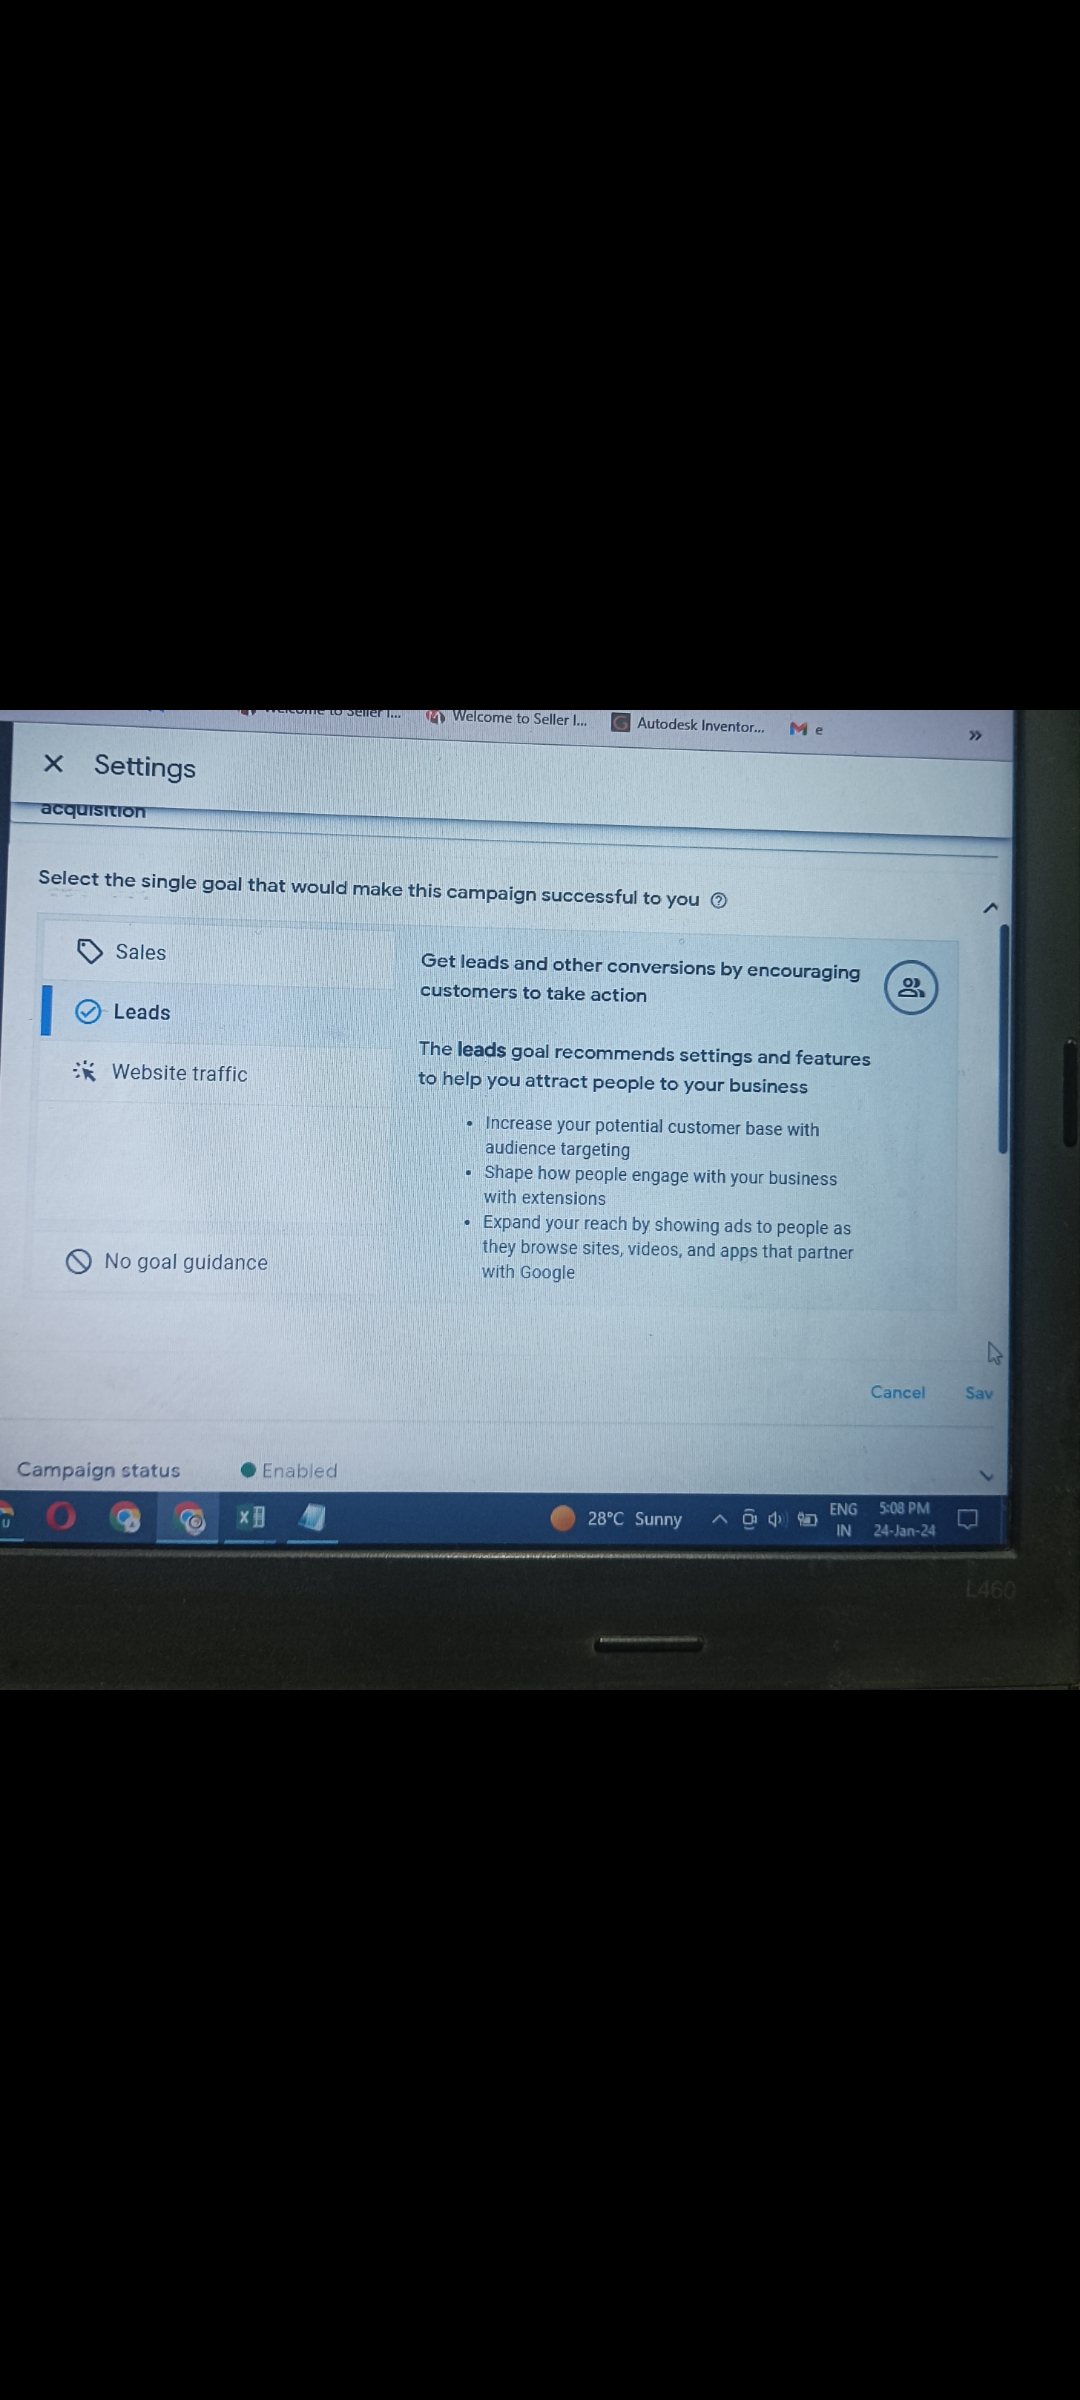 Welcome to Seller I...
Welcome to Seller I...
Autodesk Inventor...
e
Settings
acquisition
Select the single goal that would make this campaign successful to you
Sales
Leads
Website traffic
No goal guidance
Get leads and other conversions by encouraging
customers to take action
The leads goal recommends settings and features
to help you attract people to your business
• Increase your potential customer base with
audience targeting
• Shape how people engage with your business
with extensions
• Expand your reach by showing ads to people as
they browse sites, videos, and apps that partner
with Google
Cancel Sav
Campaign status Enabled
U
28°C Sunny
ENG
IN
5:08 PM
24-Jan-24
L460